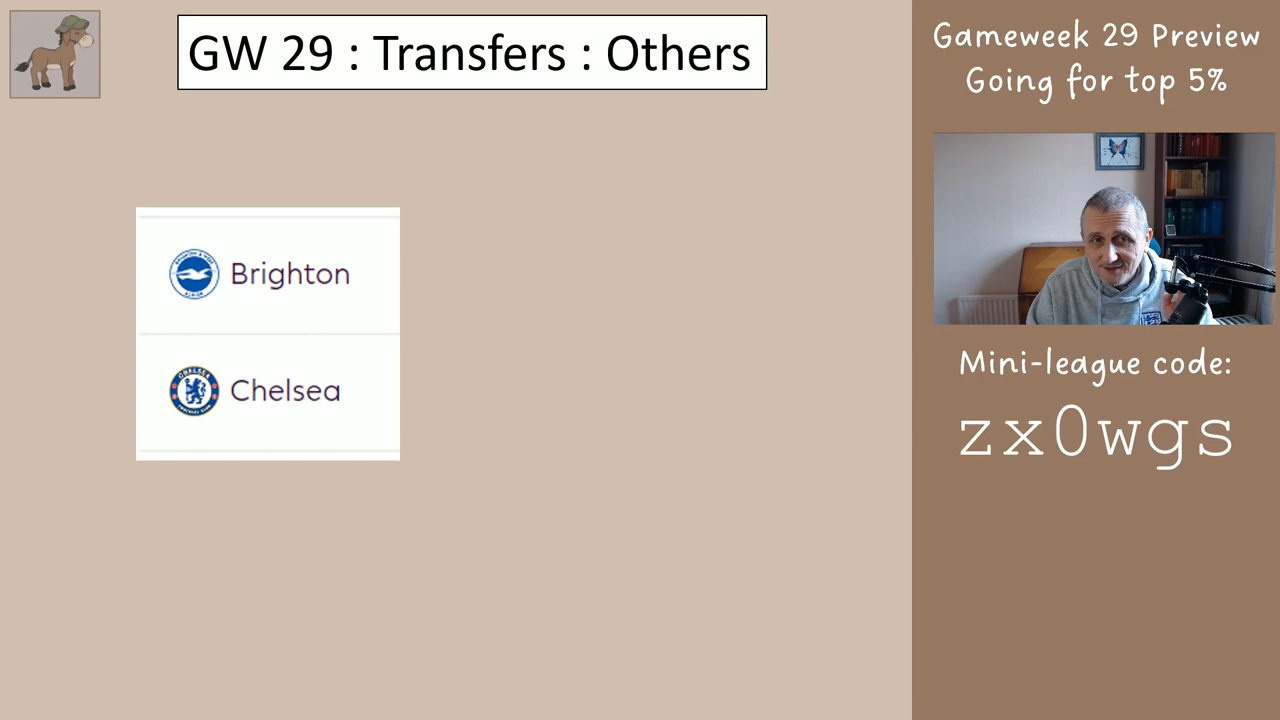 GW 29 : Transfers : Others
Gameweek 29 Preview
Going for top 5%
Brighton
Chelsea
Mini-league code:
zx0wgs